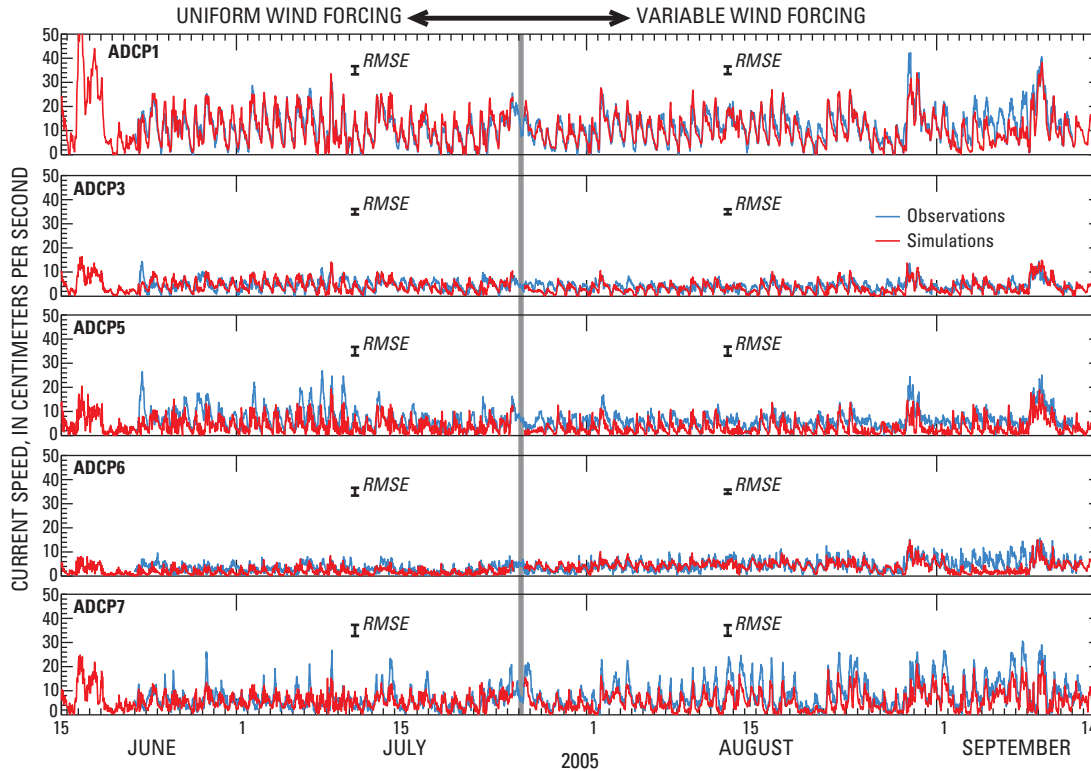 UNIFORM WIND FORCING VARIABLE WIND FORCING
CURRENT SPEED, IN CENTIMETERS PER SECOND
50 ADCP1 RMSE RMSE
40
30
20
10
0
50 ADCP3 RMSE RMSE
40
30
20
10
0
Observations
Simulations
50 ADCP5 RMSE RMSE
40
30
20
10
0
50 ADCP6 RMSE RMSE
40
30
20
10
0
50 ADCP7 RMSE RMSE
40
30
20
10
0
15 1 15 1 15 1 14
JUNE JULY AUGUST SEPTEMBER
2005